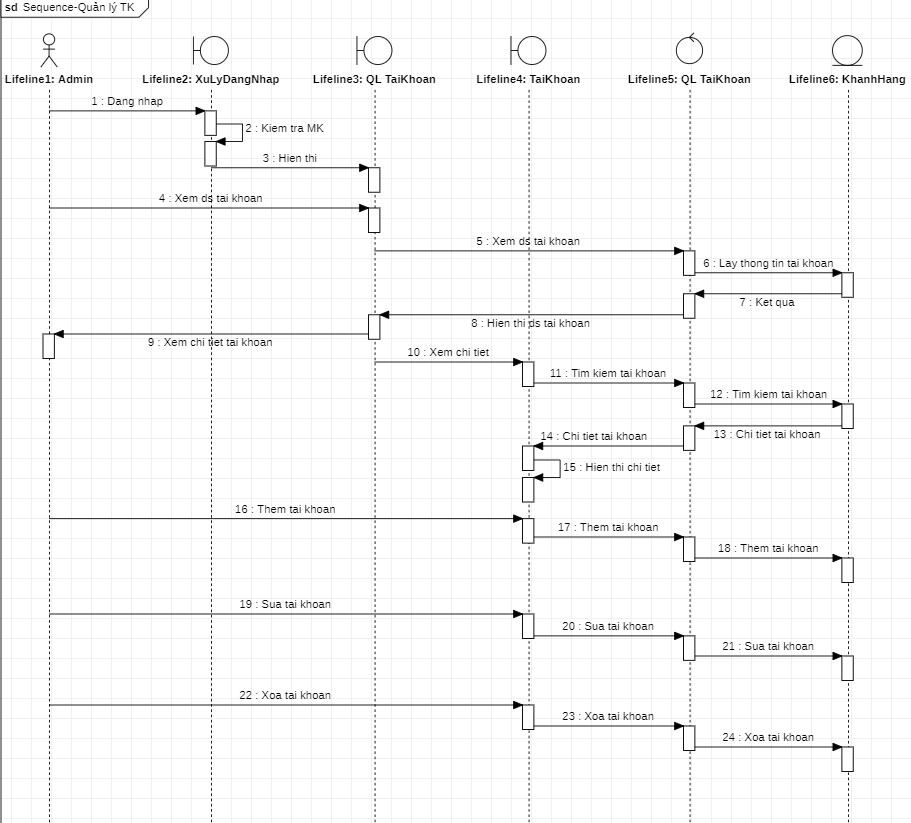 sd Sequence-Quản lý TK
Lifeline1: Admin
Lifeline2: XuLyDangNhap
Lifeline3: QL TaiKhoan
Lifeline4: TaiKhoan
Lifeline5: QL TaiKhoan
Lifeline6: KhanhHang
1 : Dang nhap
2 : Kiem tra MK
3 : Hien thi
4 : Xem ds tai khoan
5 : Xem ds tai khoan
6 : Lay thong tin tai khoan
7 : Ket qua
8 : Hien thi ds tai khoan
9 : Xem chi tiet tai khoan
10 : Xem chi tiet
11 : Tim kiem tai khoan
12 : Tim kiem tai khoan
13 : Chi tiet tai khoan
14 : Chi tiet tai khoan
15 : Hien thi chi tiet
16 : Them tai khoan
17 : Them tai khoan
18 : Them tai khoan
19 : Sua tai khoan
20 : Sua tai khoan
21 : Sua tai khoan
22 : Xoa tai khoan
23 : Xoa tai khoan
24 : Xoa tai khoan